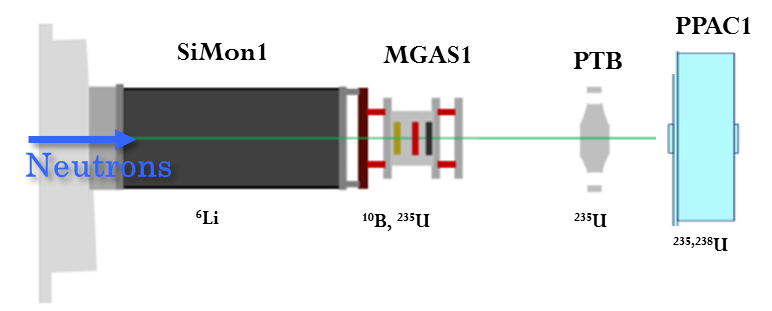 PPAC1
SiMon1
MGAS1
PTB
Neutrons
⁶Li
¹⁰B, ²³⁵U
²³⁵U
²³⁵,²³⁸U